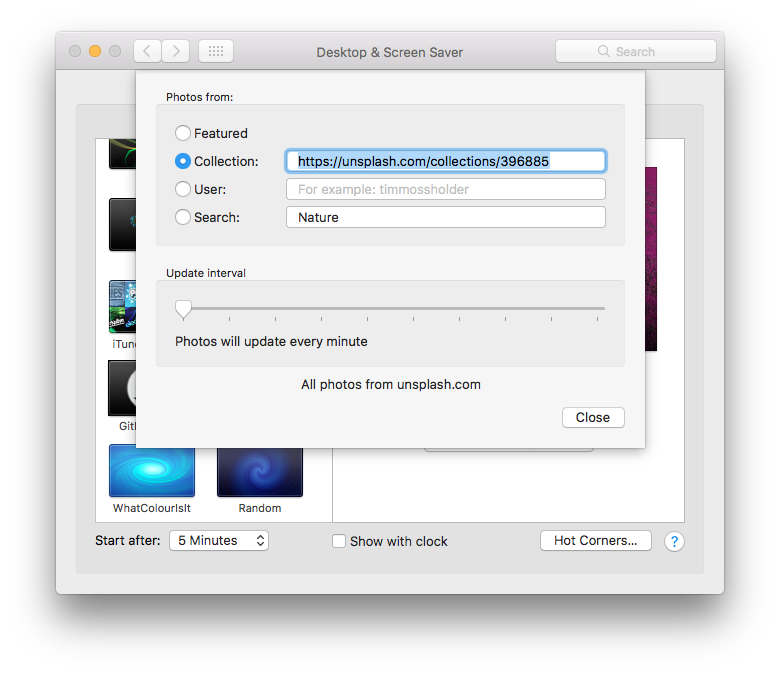 Desktop & Screen Saver
Search
Photos from:
Featured
Collection: https://unsplash.com/collections/396885
User: For example: timmossholder
Search: Nature
Update interval
Photos will update every minute
All photos from unsplash.com
Close
WhatColourIsIt
Random
Start after: 5 Minutes
Show with clock
Hot Corners...
?